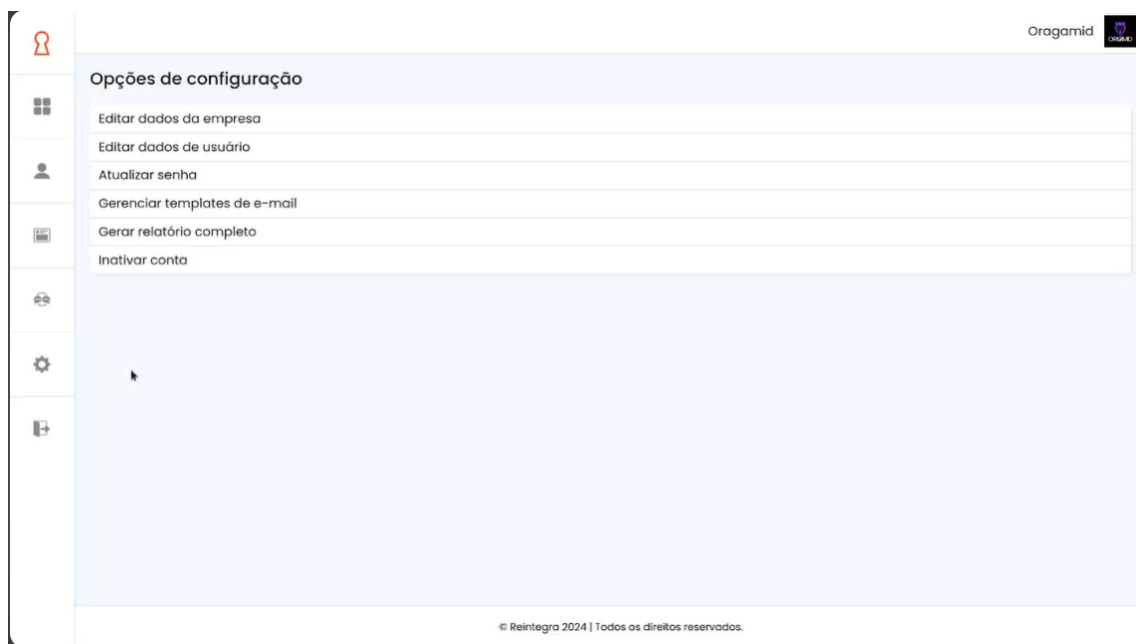 Oragamid
Opções de configuração
Editar dados da empresa
Editar dados de usuário
Atualizar senha
Gerenciar templates de e-mail
Gerar relatório completo
Inativar conta
© Reintegra 2024 | Todos os direitos reservados.